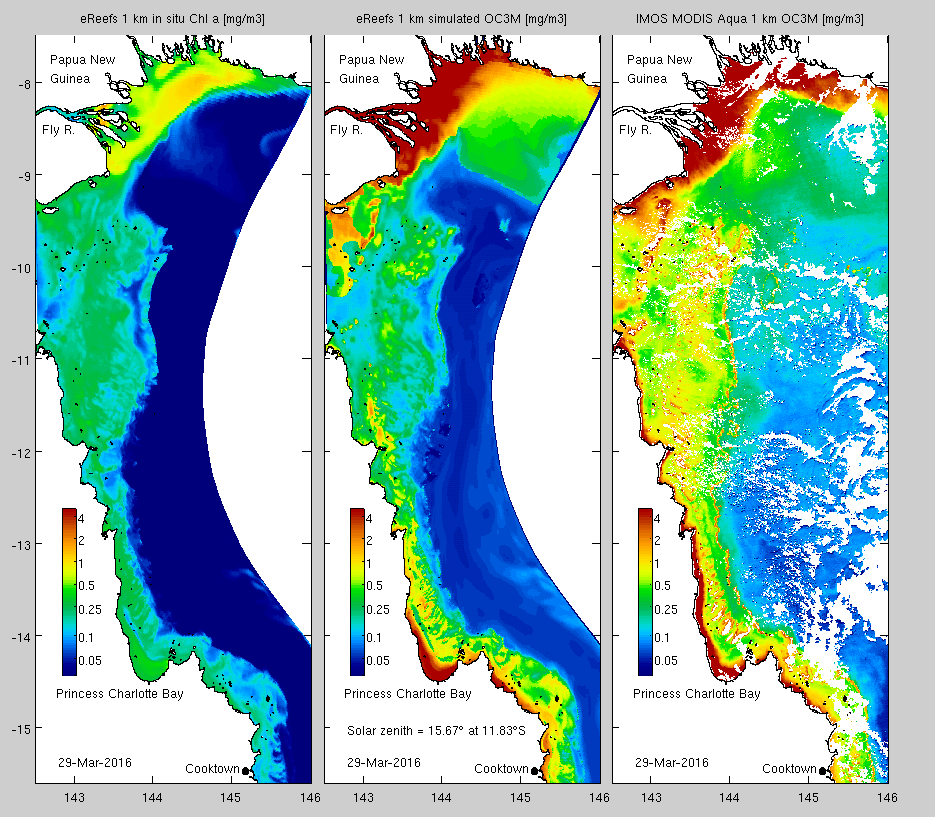 eReefs 1 km in situ Chl a [mg/m3]
eReefs 1 km simulated OC3M [mg/m3]
IMOS MODIS Aqua 1 km OC3M [mg/m3]
Papua New
Guinea
Fly R.
4
2
1
0.5
0.25
0.1
0.05
Princess Charlotte Bay
29-Mar-2016
Cooktown
Papua New
Guinea
Fly R.
4
2
1
0.5
0.25
0.1
0.05
Princess Charlotte Bay
Solar zenith = 15.67° at 11.83°S
29-Mar-2016
Cooktown
Papua New
Guinea
Fly R.
4
2
1
0.5
0.25
0.1
0.05
Princess Charlotte Bay
29-Mar-2016
Cooktown
-8
-9
-10
-11
-12
-13
-14
-15
143 144 145 146
143 144 145 146
143 144 145 146